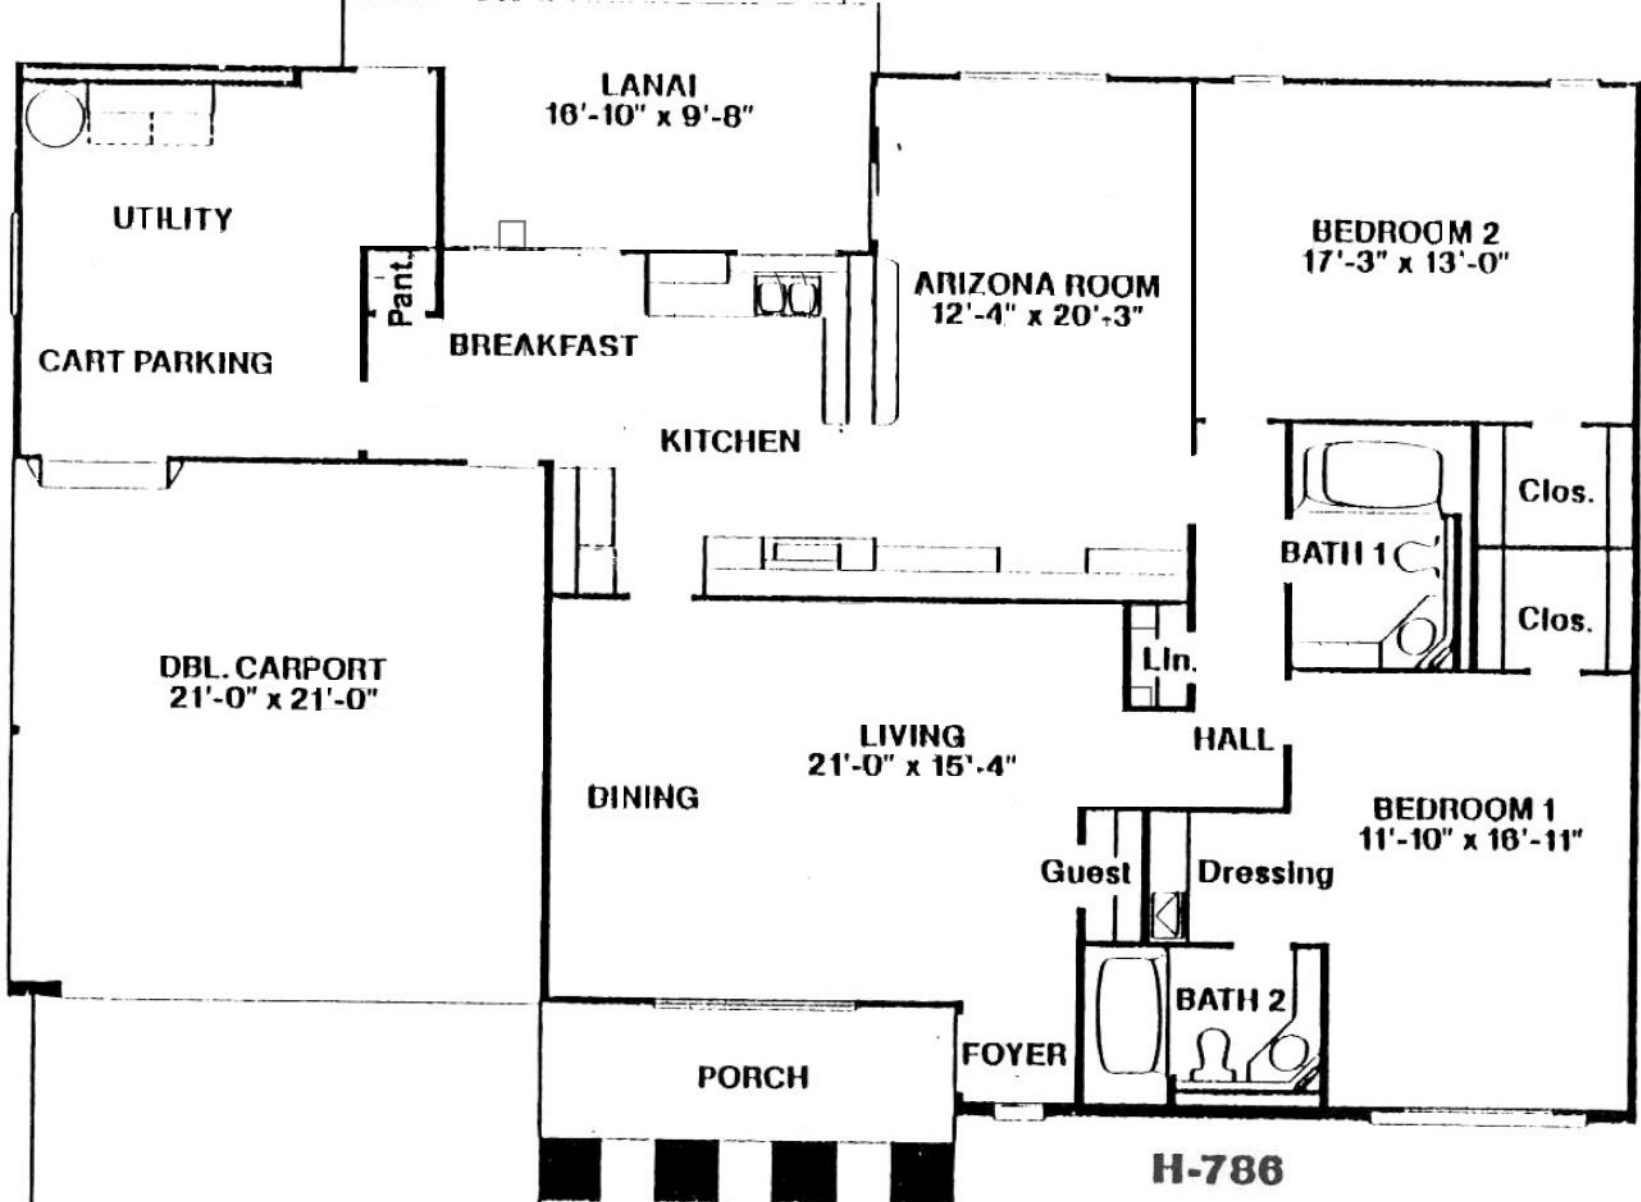 LANAI
16'-10" x 9'-8"
UTILITY
CART PARKING
Pant.
BREAKFAST
KITCHEN
ARIZONA ROOM
12'-4" x 20'-3"
BEDROOM 2
17'-3" x 13'-0"
Clos.
BATH 1
Clos.
DBL. CARPORT
21'-0" x 21'-0"
Lin.
LIVING
21'-0" x 15'-4"
HALL
DINING
BEDROOM 1
11'-10" x 16'-11"
Guest
Dressing
BATH 2
FOYER
PORCH
H-786